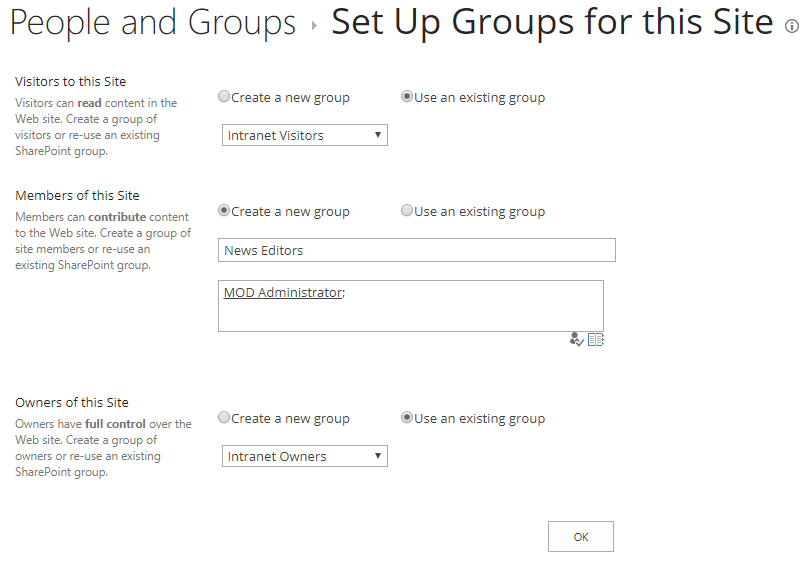 People and Groups ▸ Set Up Groups for this Site
Visitors to this Site
Visitors can read content in the
Web site. Create a group of
visitors or re-use an existing
SharePoint group.
Create a new group
Use an existing group
Intranet Visitors
Members of this Site
Members can contribute content
to the Web site. Create a group of
site members or re-use an
existing SharePoint group.
Create a new group
Use an existing group
News Editors
MOD Administrator;
Owners of this Site
Owners have full control over the
Web site. Create a group of
owners or re-use an existing
SharePoint group.
Create a new group
Use an existing group
Intranet Owners
OK